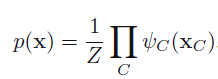 p(x) = 1/Z ∏_C ψ_C(x_C).